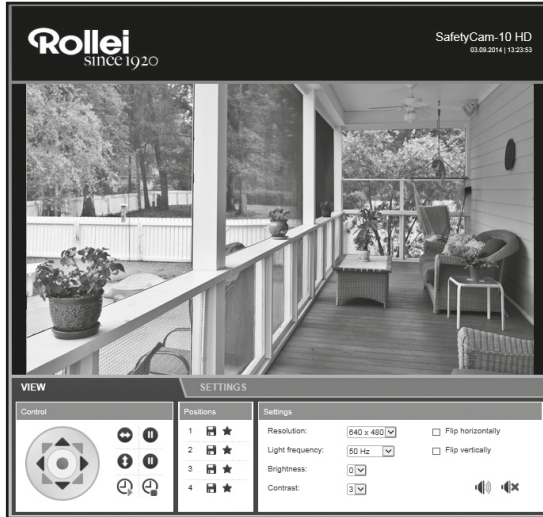 Rollei
since 1920
SafetyCam-10 HD
03.09.2014 | 13:23:53
VIEW
SETTINGS
Control
Positions
1
2
3
4
Settings
Resolution: 640 x 480
Flip horizontally
Light frequency: 50 Hz
Flip vertically
Brightness: 0
Contrast: 3